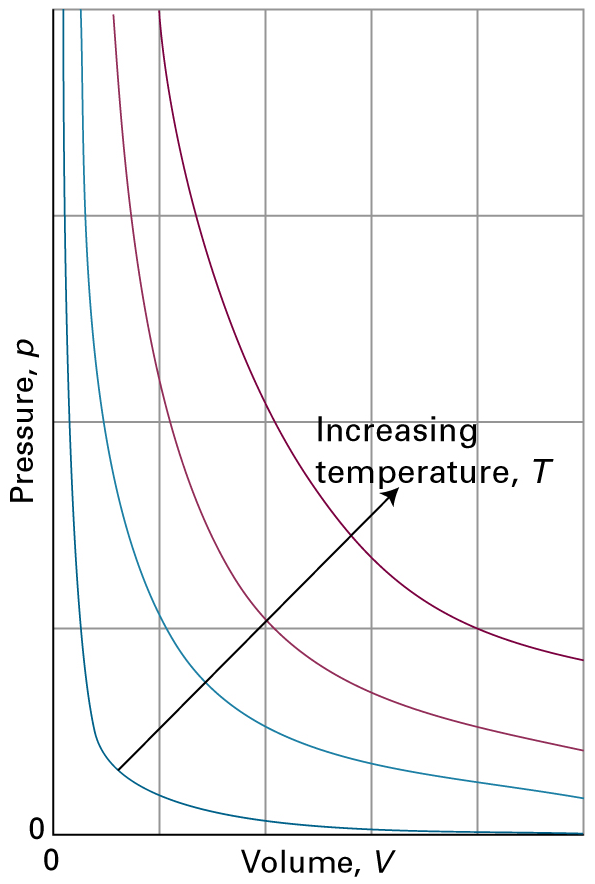 Pressure, p
Increasing
temperature, T
0
0
Volume, V